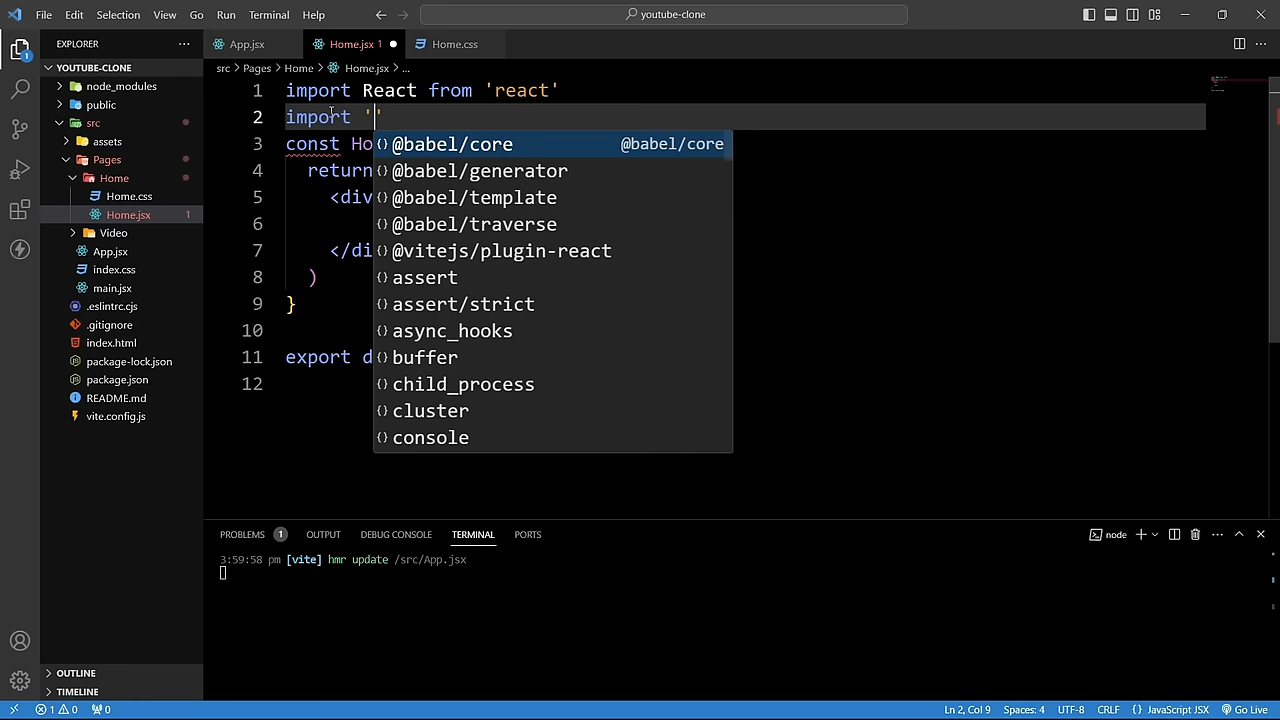 File Edit Selection View Go Run Terminal Help
youtube-clone
EXPLORER
YOUTUBE-CLONE
node_modules
public
src
assets
Pages
Home
Home.css
Home.jsx 1
Video
App.jsx
index.css
main.jsx
.eslintrc.cjs
.gitignore
index.html
package-lock.json
package.json
README.md
vite.config.js
OUTLINE
TIMELINE
App.jsx Home.jsx 1 Home.css
src > Pages > Home > Home.jsx > ...
1 import React from 'react'
2 import ''
3 const Ho
4 return
5 <div
6
7 </di
8 )
9 }
10
11 export d
12
@babel/core @babel/core
@babel/generator
@babel/template
@babel/traverse
@vitejs/plugin-react
assert
assert/strict
async_hooks
buffer
child_process
cluster
console
PROBLEMS 1 OUTPUT DEBUG CONSOLE TERMINAL PORTS
node
3:59:58 pm [vite] hmr update /src/App.jsx
1 0 0 Ln 2, Col 9 Spaces: 4 UTF-8 CRLF {} JavaScript JSX Go Live